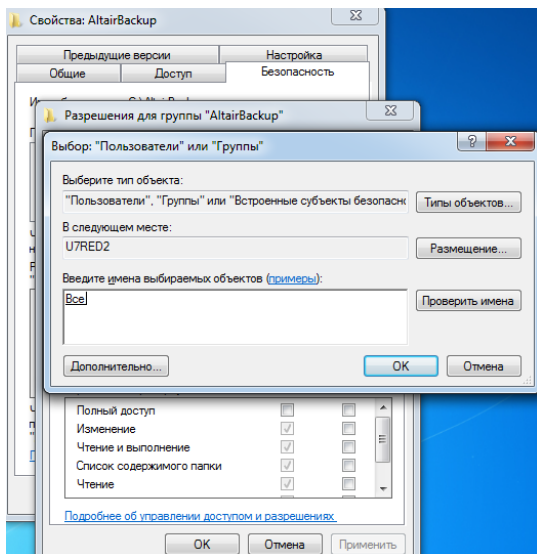 Свойства: AltairBackup
Предыдущие версии Настройка
Общие Доступ Безопасность
Разрешения для группы "AltairBackup"
Выбор: "Пользователи" или "Группы"
Выберите тип объекта:
"Пользователи", "Группы" или "Встроенные субъекты безопасно Типы объектов...
В следующем месте:
U7RED2 Размещение...
Введите имена выбираемых объектов (примеры):
Все Проверить имена
Дополнительно... OK Отмена
Полный доступ
Изменение
Чтение и выполнение
Список содержимого папки
Чтение
Подробнее об управлении доступом и разрешениях
OK Отмена Применить